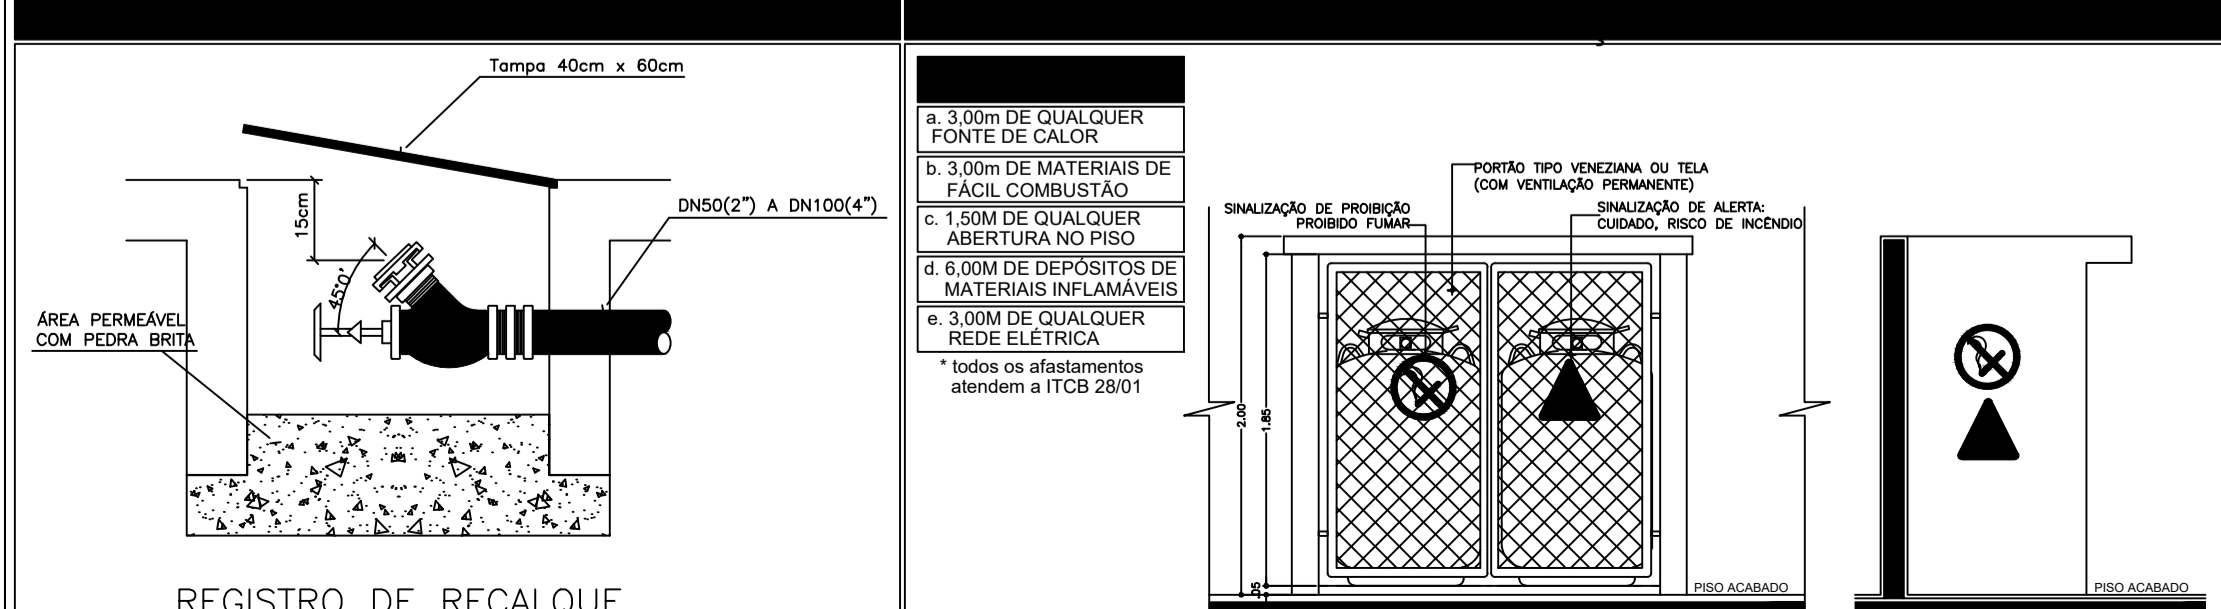 Tampa 40cm x 60cm
15cm
DN50(2") A DN100(4")
45°0'
ÁREA PERMEÁVEL
COM PEDRA BRITA
REGISTRO DE RECALQUE
a. 3,00m DE QUALQUER
FONTE DE CALOR
b. 3,00m DE MATERIAIS DE
FÁCIL COMBUSTÃO
c. 1,50M DE QUALQUER
ABERTURA NO PISO
d. 6,00M DE DEPÓSITOS DE
MATERIAIS INFLAMÁVEIS
e. 3,00M DE QUALQUER
REDE ELÉTRICA
* todos os afastamentos
atendem a ITCB 28/01
PORTÃO TIPO VENEZIANA OU TELA
(COM VENTILAÇÃO PERMANENTE)
SINALIZAÇÃO DE PROIBIÇÃO
PROIBIDO FUMAR
SINALIZAÇÃO DE ALERTA:
CUIDADO, RISCO DE INCÊNDIO
2.00
1.85
.05
PISO ACABADO
PISO ACABADO